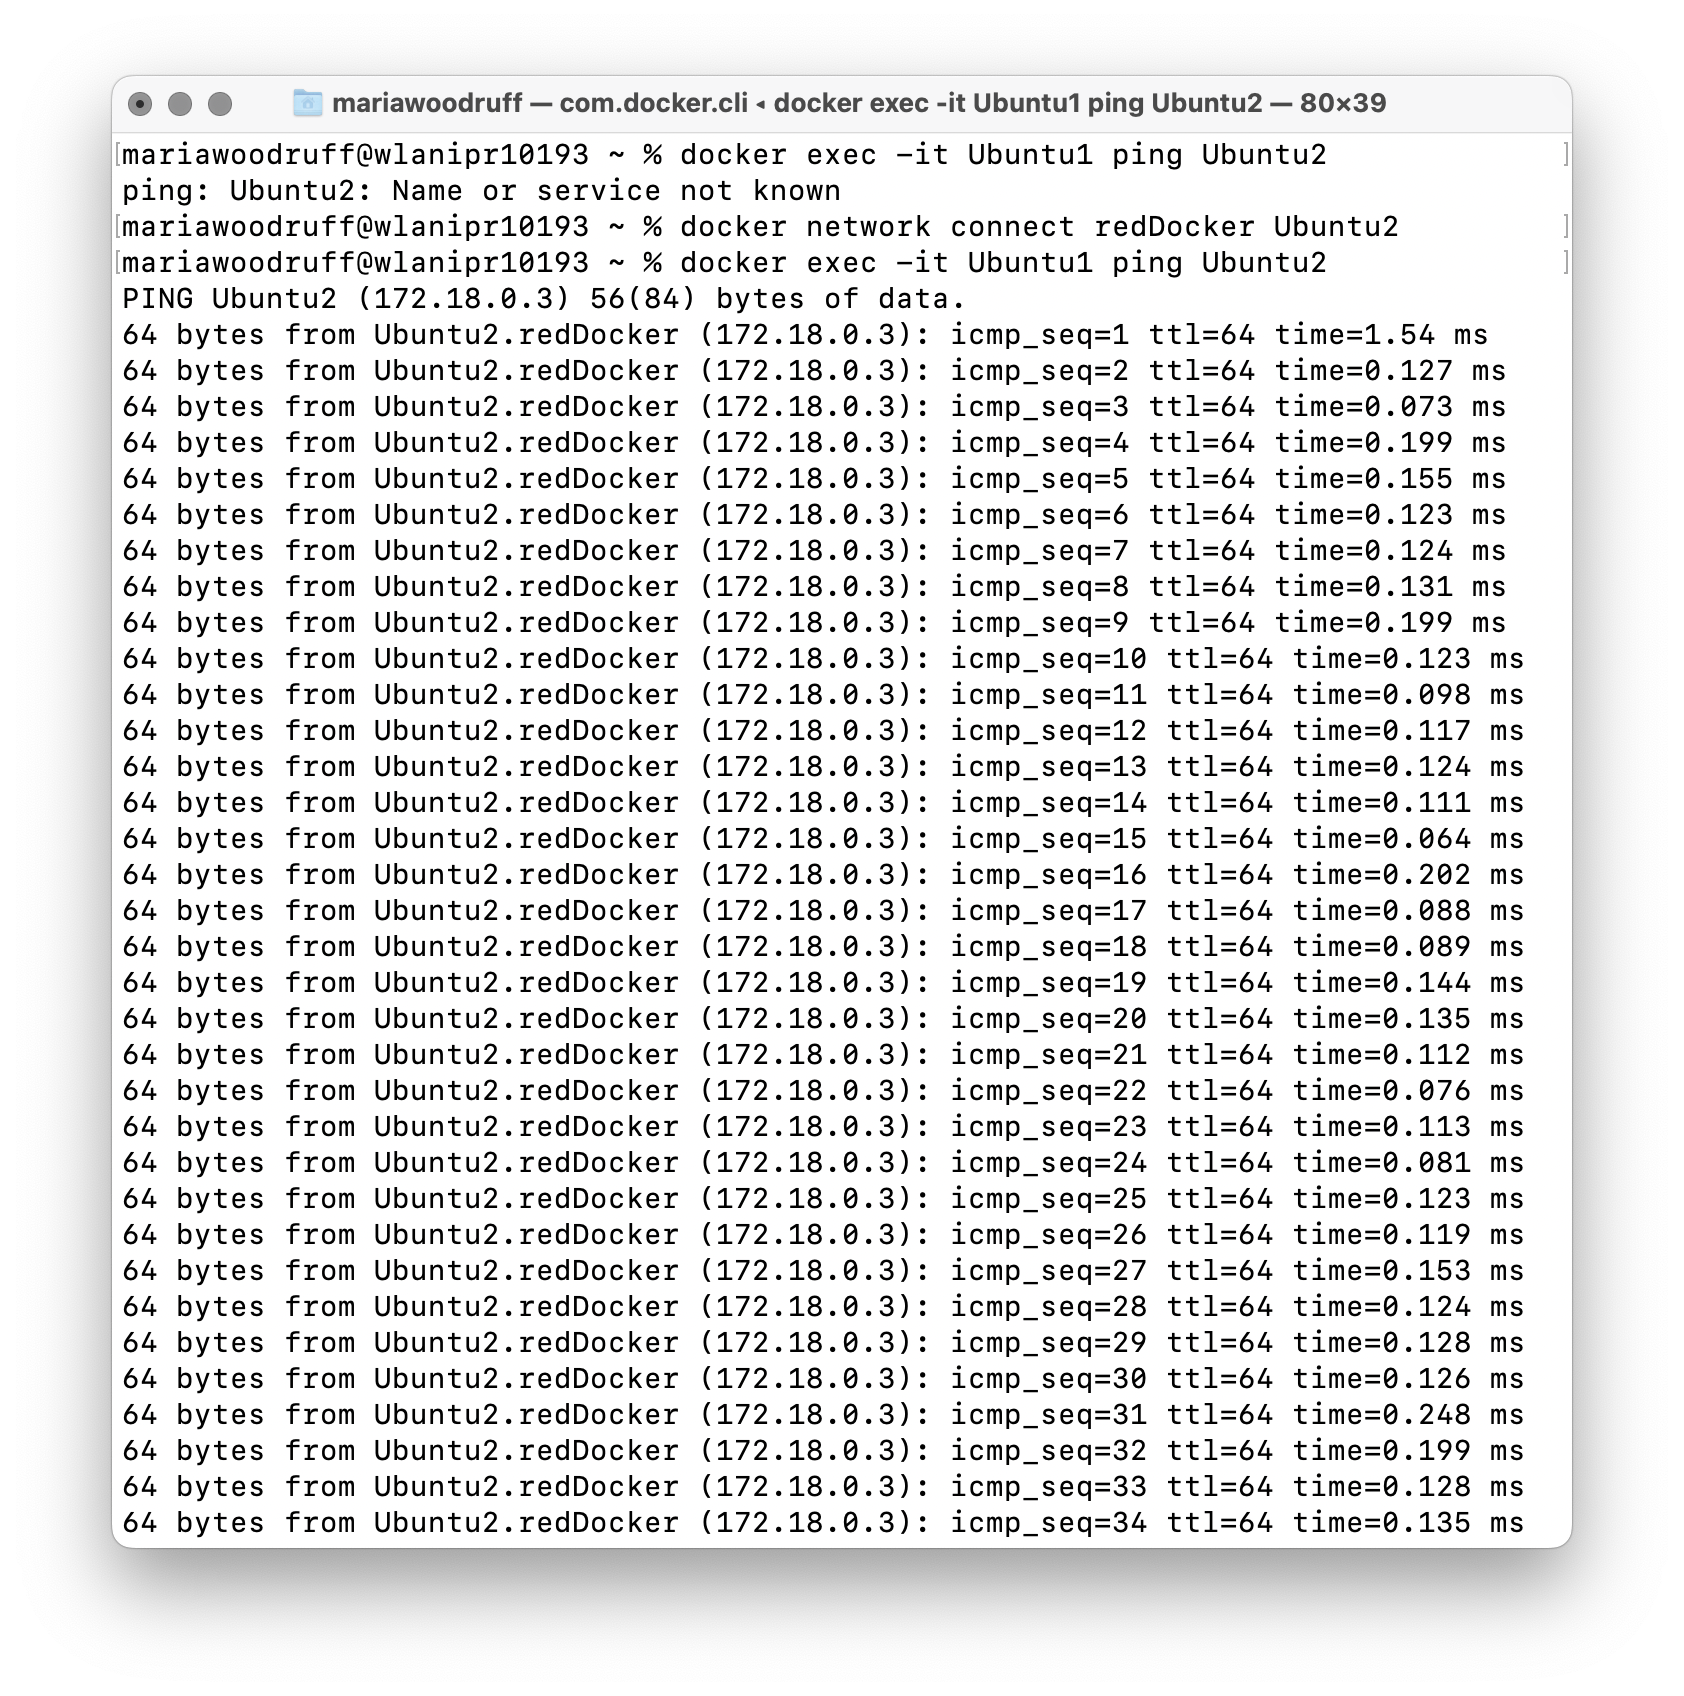 mariawoodruff — com.docker.cli ◂ docker exec -it Ubuntu1 ping Ubuntu2 — 80×39
[mariawoodruff@wlanipr10193 ~ % docker exec -it Ubuntu1 ping Ubuntu2 ]
ping: Ubuntu2: Name or service not known
[mariawoodruff@wlanipr10193 ~ % docker network connect redDocker Ubuntu2 ]
[mariawoodruff@wlanipr10193 ~ % docker exec -it Ubuntu1 ping Ubuntu2 ]
PING Ubuntu2 (172.18.0.3) 56(84) bytes of data.
64 bytes from Ubuntu2.redDocker (172.18.0.3): icmp_seq=1 ttl=64 time=1.54 ms
64 bytes from Ubuntu2.redDocker (172.18.0.3): icmp_seq=2 ttl=64 time=0.127 ms
64 bytes from Ubuntu2.redDocker (172.18.0.3): icmp_seq=3 ttl=64 time=0.073 ms
64 bytes from Ubuntu2.redDocker (172.18.0.3): icmp_seq=4 ttl=64 time=0.199 ms
64 bytes from Ubuntu2.redDocker (172.18.0.3): icmp_seq=5 ttl=64 time=0.155 ms
64 bytes from Ubuntu2.redDocker (172.18.0.3): icmp_seq=6 ttl=64 time=0.123 ms
64 bytes from Ubuntu2.redDocker (172.18.0.3): icmp_seq=7 ttl=64 time=0.124 ms
64 bytes from Ubuntu2.redDocker (172.18.0.3): icmp_seq=8 ttl=64 time=0.131 ms
64 bytes from Ubuntu2.redDocker (172.18.0.3): icmp_seq=9 ttl=64 time=0.199 ms
64 bytes from Ubuntu2.redDocker (172.18.0.3): icmp_seq=10 ttl=64 time=0.123 ms
64 bytes from Ubuntu2.redDocker (172.18.0.3): icmp_seq=11 ttl=64 time=0.098 ms
64 bytes from Ubuntu2.redDocker (172.18.0.3): icmp_seq=12 ttl=64 time=0.117 ms
64 bytes from Ubuntu2.redDocker (172.18.0.3): icmp_seq=13 ttl=64 time=0.124 ms
64 bytes from Ubuntu2.redDocker (172.18.0.3): icmp_seq=14 ttl=64 time=0.111 ms
64 bytes from Ubuntu2.redDocker (172.18.0.3): icmp_seq=15 ttl=64 time=0.064 ms
64 bytes from Ubuntu2.redDocker (172.18.0.3): icmp_seq=16 ttl=64 time=0.202 ms
64 bytes from Ubuntu2.redDocker (172.18.0.3): icmp_seq=17 ttl=64 time=0.088 ms
64 bytes from Ubuntu2.redDocker (172.18.0.3): icmp_seq=18 ttl=64 time=0.089 ms
64 bytes from Ubuntu2.redDocker (172.18.0.3): icmp_seq=19 ttl=64 time=0.144 ms
64 bytes from Ubuntu2.redDocker (172.18.0.3): icmp_seq=20 ttl=64 time=0.135 ms
64 bytes from Ubuntu2.redDocker (172.18.0.3): icmp_seq=21 ttl=64 time=0.112 ms
64 bytes from Ubuntu2.redDocker (172.18.0.3): icmp_seq=22 ttl=64 time=0.076 ms
64 bytes from Ubuntu2.redDocker (172.18.0.3): icmp_seq=23 ttl=64 time=0.113 ms
64 bytes from Ubuntu2.redDocker (172.18.0.3): icmp_seq=24 ttl=64 time=0.081 ms
64 bytes from Ubuntu2.redDocker (172.18.0.3): icmp_seq=25 ttl=64 time=0.123 ms
64 bytes from Ubuntu2.redDocker (172.18.0.3): icmp_seq=26 ttl=64 time=0.119 ms
64 bytes from Ubuntu2.redDocker (172.18.0.3): icmp_seq=27 ttl=64 time=0.153 ms
64 bytes from Ubuntu2.redDocker (172.18.0.3): icmp_seq=28 ttl=64 time=0.124 ms
64 bytes from Ubuntu2.redDocker (172.18.0.3): icmp_seq=29 ttl=64 time=0.128 ms
64 bytes from Ubuntu2.redDocker (172.18.0.3): icmp_seq=30 ttl=64 time=0.126 ms
64 bytes from Ubuntu2.redDocker (172.18.0.3): icmp_seq=31 ttl=64 time=0.248 ms
64 bytes from Ubuntu2.redDocker (172.18.0.3): icmp_seq=32 ttl=64 time=0.199 ms
64 bytes from Ubuntu2.redDocker (172.18.0.3): icmp_seq=33 ttl=64 time=0.128 ms
64 bytes from Ubuntu2.redDocker (172.18.0.3): icmp_seq=34 ttl=64 time=0.135 ms